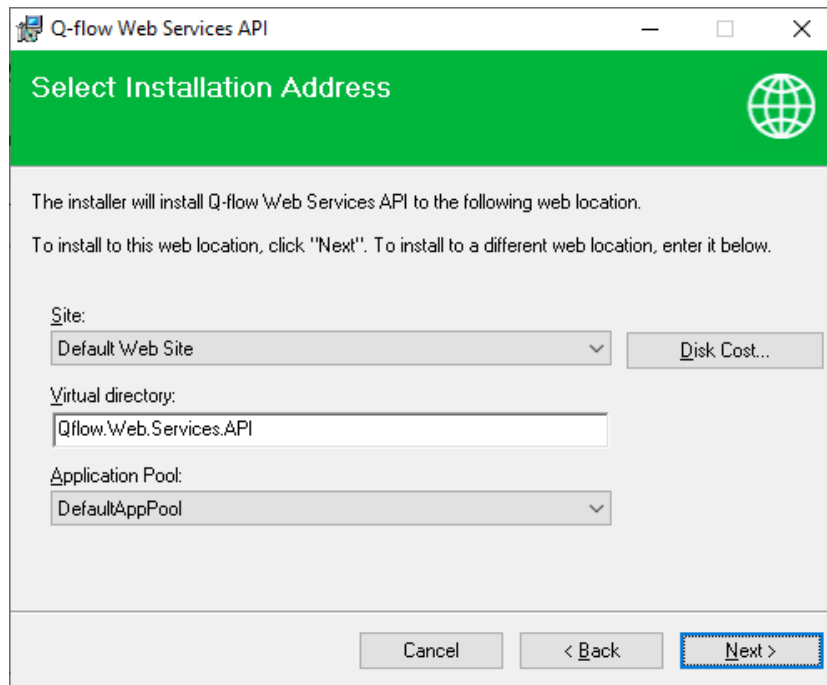 Q-flow Web Services API
Select Installation Address
The installer will install Q-flow Web Services API to the following web location.
To install to this web location, click "Next". To install to a different web location, enter it below.
Site:
Default Web Site
Disk Cost...
Virtual directory:
Qflow.Web.Services.API
Application Pool:
DefaultAppPool
Cancel
< Back
Next >